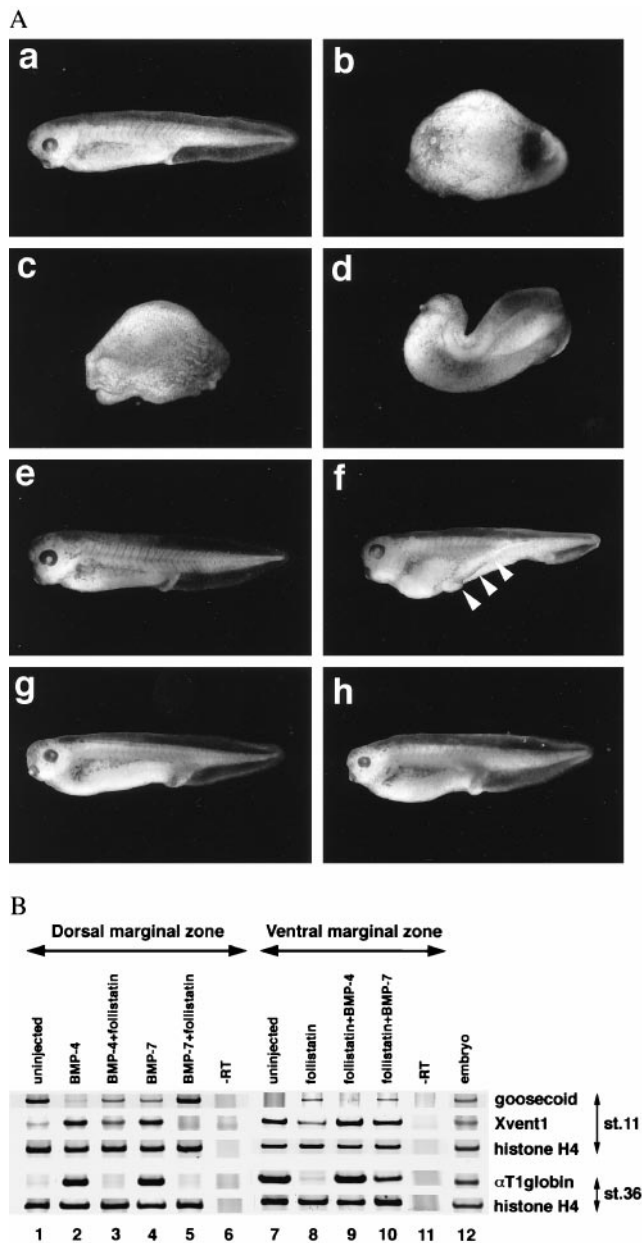 A
a
b
c
d
e
f
g
h
B
Dorsal marginal zone
Ventral marginal zone
uninjected
BMP-4
BMP-4+follistatin
BMP-7
BMP-7+follistatin
-RT
uninjected
follistatin
follistatin+BMP-4
follistatin+BMP-7
-RT
embryo
goosecoid
Xvent1
histone H4
st.11
αT1globin
histone H4
st.36
1 2 3 4 5 6 7 8 9 10 11 12